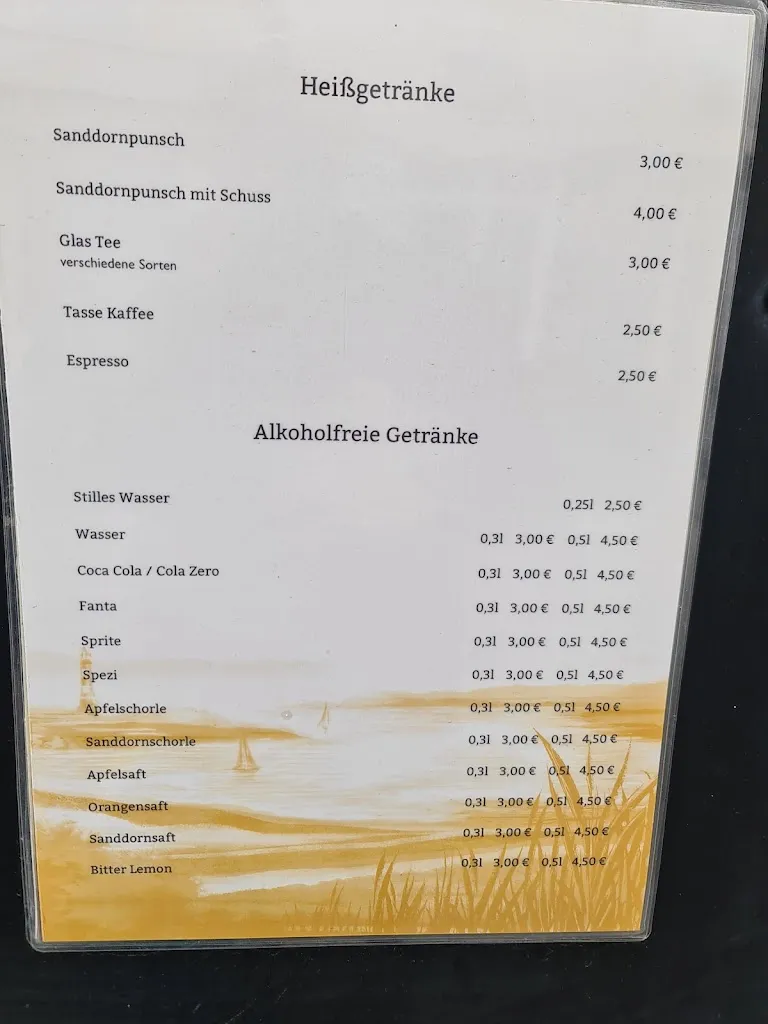 Heißgetränke
Sanddornpunsch 3,00 €
Sanddornpunsch mit Schuss 4,00 €
Glas Tee 3,00 €
verschiedene Sorten
Tasse Kaffee 2,50 €
Espresso 2,50 €
Alkoholfreie Getränke
Stilles Wasser 0,25l 2,50 €
Wasser 0,3l 3,00 € 0,5l 4,50 €
Coca Cola / Cola Zero 0,3l 3,00 € 0,5l 4,50 €
Fanta 0,3l 3,00 € 0,5l 4,50 €
Sprite 0,3l 3,00 € 0,5l 4,50 €
Spezi 0,3l 3,00 € 0,5l 4,50 €
Apfelschorle 0,3l 3,00 € 0,5l 4,50 €
Sanddornschorle 0,3l 3,00 € 0,5l 4,50 €
Apfelsaft 0,3l 3,00 € 0,5l 4,50 €
Orangensaft 0,3l 3,00 € 0,5l 4,50 €
Sanddornsaft 0,3l 3,00 € 0,5l 4,50 €
Bitter Lemon 0,3l 3,00 € 0,5l 4,50 €